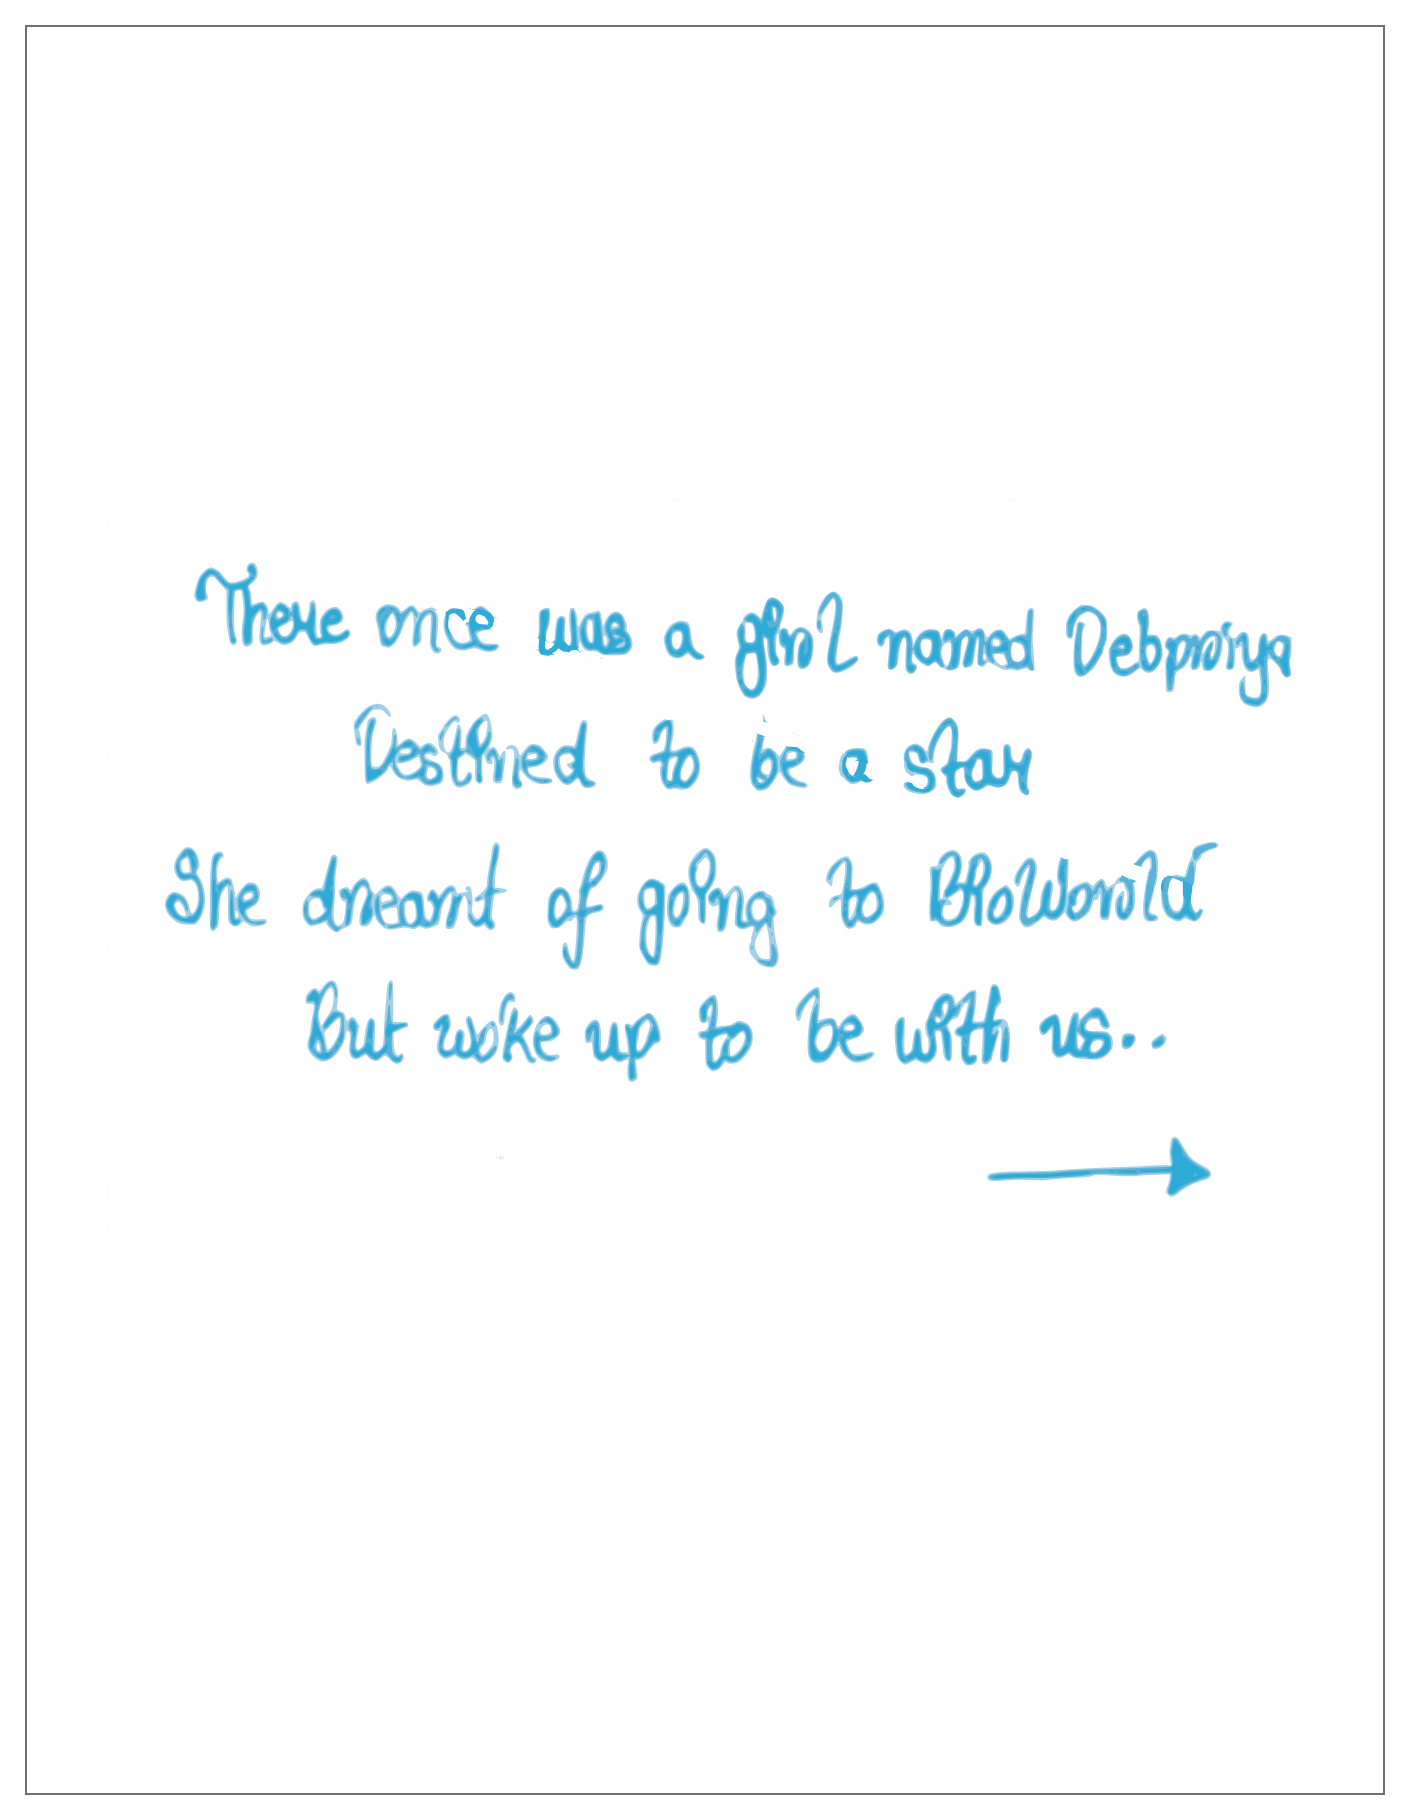 There once was a girl named Debpriya
Destined to be a star
She dreamt of going to BioWorld
But woke up to be with us..